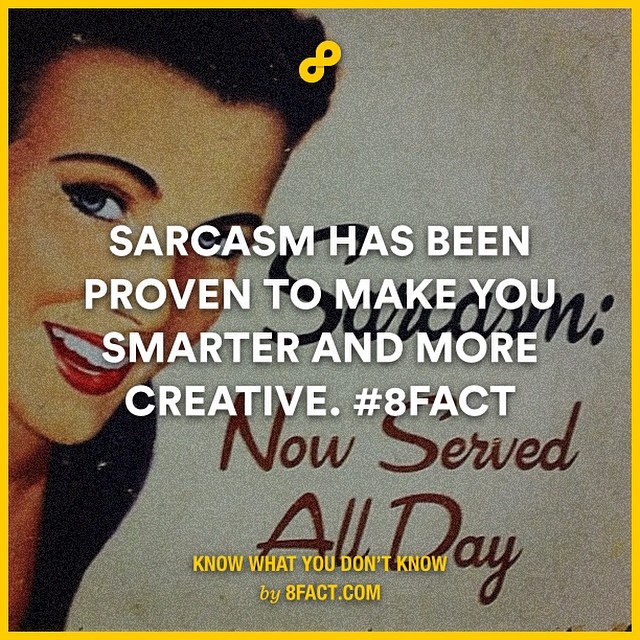 SARCASM HAS BEEN
PROVEN TO MAKE YOU
SMARTER AND MORE
CREATIVE. #8FACT
Sarcasm:
Now Served
All Day
KNOW WHAT YOU DON'T KNOW
by 8FACT.COM